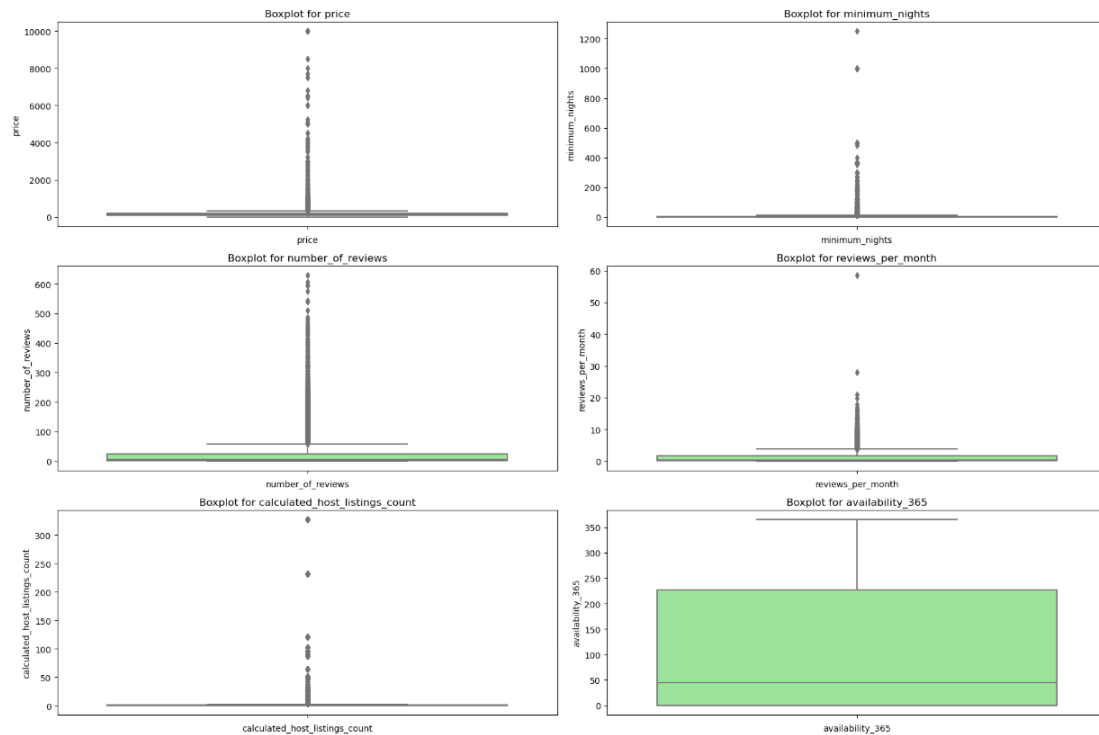 Boxplot for price
10000
8000
6000
4000
2000
0
price
price
Boxplot for minimum_nights
1200
1000
800
600
400
200
0
minimum_nights
minimum_nights
Boxplot for number_of_reviews
600
500
400
300
200
100
0
number_of_reviews
number_of_reviews
Boxplot for reviews_per_month
60
50
40
30
20
10
0
reviews_per_month
reviews_per_month
Boxplot for calculated_host_listings_count
300
250
200
150
100
50
0
calculated_host_listings_count
calculated_host_listings_count
Boxplot for availability_365
350
300
250
200
150
100
50
0
availability_365
availability_365